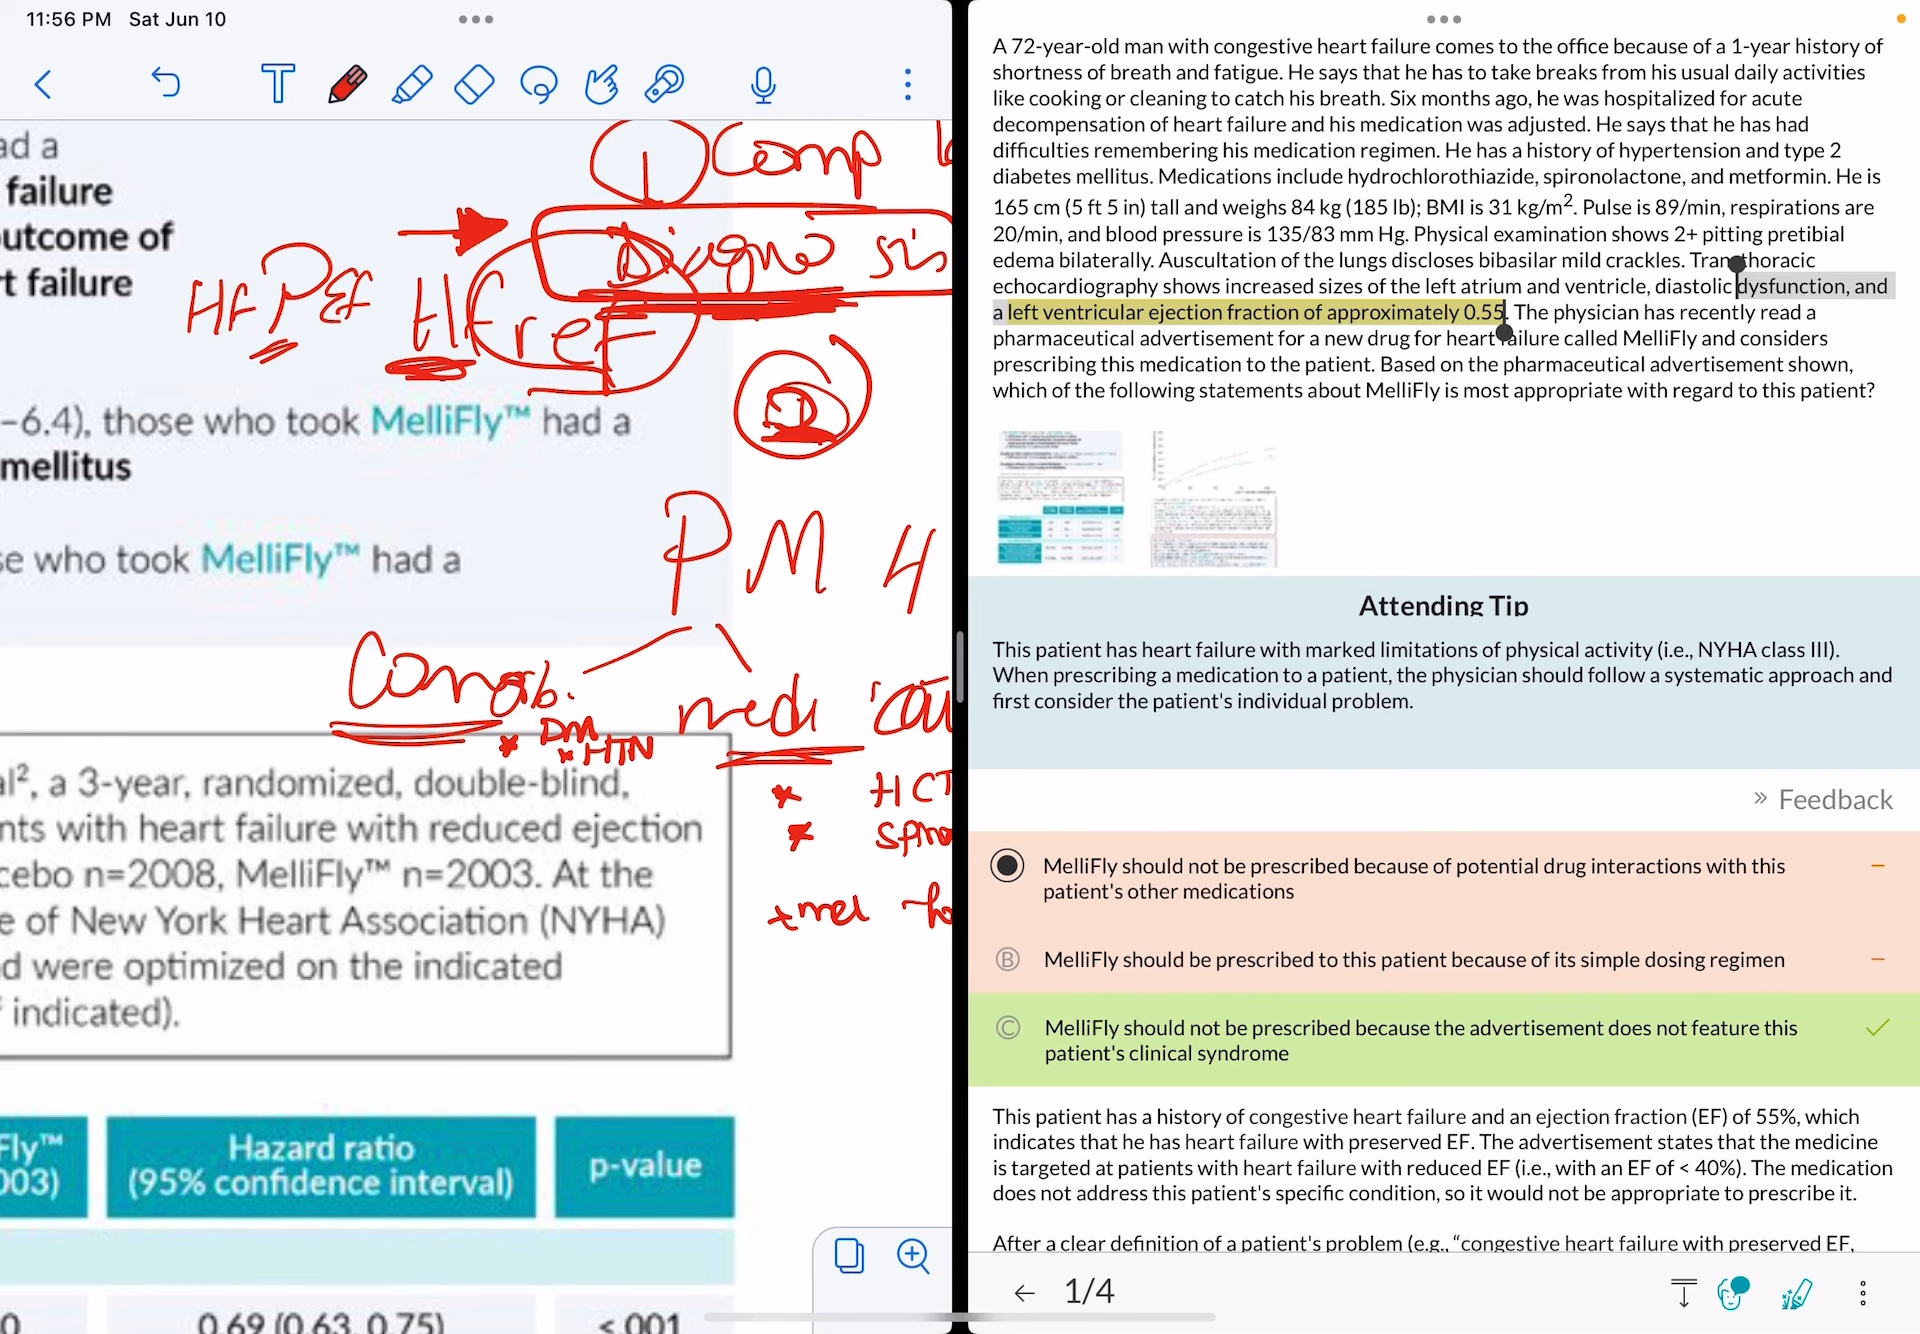 11:56 PM Sat Jun 10
T
ad a
failure
utcome of
t failure
1 Comp
Diagnosis
HFPEF HFref
2
–6.4), those who took MelliFly™ had a
mellitus
se who took MelliFly™ had a
PM 4
Comorb.
* DM
* HTN
medi
* HCT
* spiro
al², a 3-year, randomized, double-blind,
nts with heart failure with reduced ejection
cebo n=2008, MelliFly™ n=2003. At the
e of New York Heart Association (NYHA)
d were optimized on the indicated
indicated).
Fly™
003)
Hazard ratio
(95% confidence interval)
p-value
0 0.69 (0.63, 0.75) <.001
A 72-year-old man with congestive heart failure comes to the office because of a 1-year history of
shortness of breath and fatigue. He says that he has to take breaks from his usual daily activities
like cooking or cleaning to catch his breath. Six months ago, he was hospitalized for acute
decompensation of heart failure and his medication was adjusted. He says that he has had
difficulties remembering his medication regimen. He has a history of hypertension and type 2
diabetes mellitus. Medications include hydrochlorothiazide, spironolactone, and metformin. He is
165 cm (5 ft 5 in) tall and weighs 84 kg (185 lb); BMI is 31 kg/m². Pulse is 89/min, respirations are
20/min, and blood pressure is 135/83 mm Hg. Physical examination shows 2+ pitting pretibial
edema bilaterally. Auscultation of the lungs discloses bibasilar mild crackles. Transthoracic
echocardiography shows increased sizes of the left atrium and ventricle, diastolic dysfunction, and
a left ventricular ejection fraction of approximately 0.55. The physician has recently read a
pharmaceutical advertisement for a new drug for heart failure called MelliFly and considers
prescribing this medication to the patient. Based on the pharmaceutical advertisement shown,
which of the following statements about MelliFly is most appropriate with regard to this patient?
Attending Tip
This patient has heart failure with marked limitations of physical activity (i.e., NYHA class III).
When prescribing a medication to a patient, the physician should follow a systematic approach and
first consider the patient's individual problem.
» Feedback
MelliFly should not be prescribed because of potential drug interactions with this
patient's other medications
B MelliFly should be prescribed to this patient because of its simple dosing regimen
C MelliFly should not be prescribed because the advertisement does not feature this
patient's clinical syndrome
This patient has a history of congestive heart failure and an ejection fraction (EF) of 55%, which
indicates that he has heart failure with preserved EF. The advertisement states that the medicine
is targeted at patients with heart failure with reduced EF (i.e., with an EF of < 40%). The medication
does not address this patient's specific condition, so it would not be appropriate to prescribe it.
After a clear definition of a patient's problem (e.g., “congestive heart failure with preserved EF,
1/4